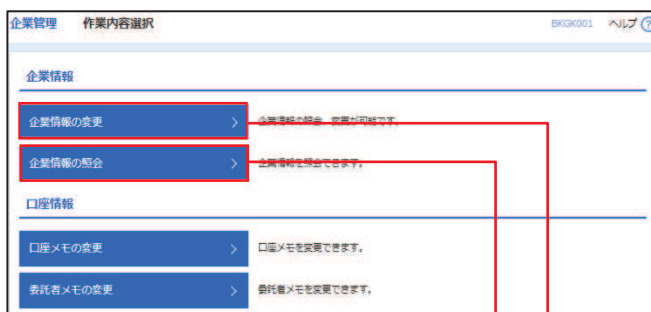 企業管理 作業内容選択 BKGK001 ヘルプ ?
企業情報
企業情報の変更 > 企業情報の照会、変更が可能です。
企業情報の照会 > 企業情報を照会できます。
口座情報
口座メモの変更 > 口座メモを変更できます。
委託者メモの変更 > 委託者メモを変更できます。